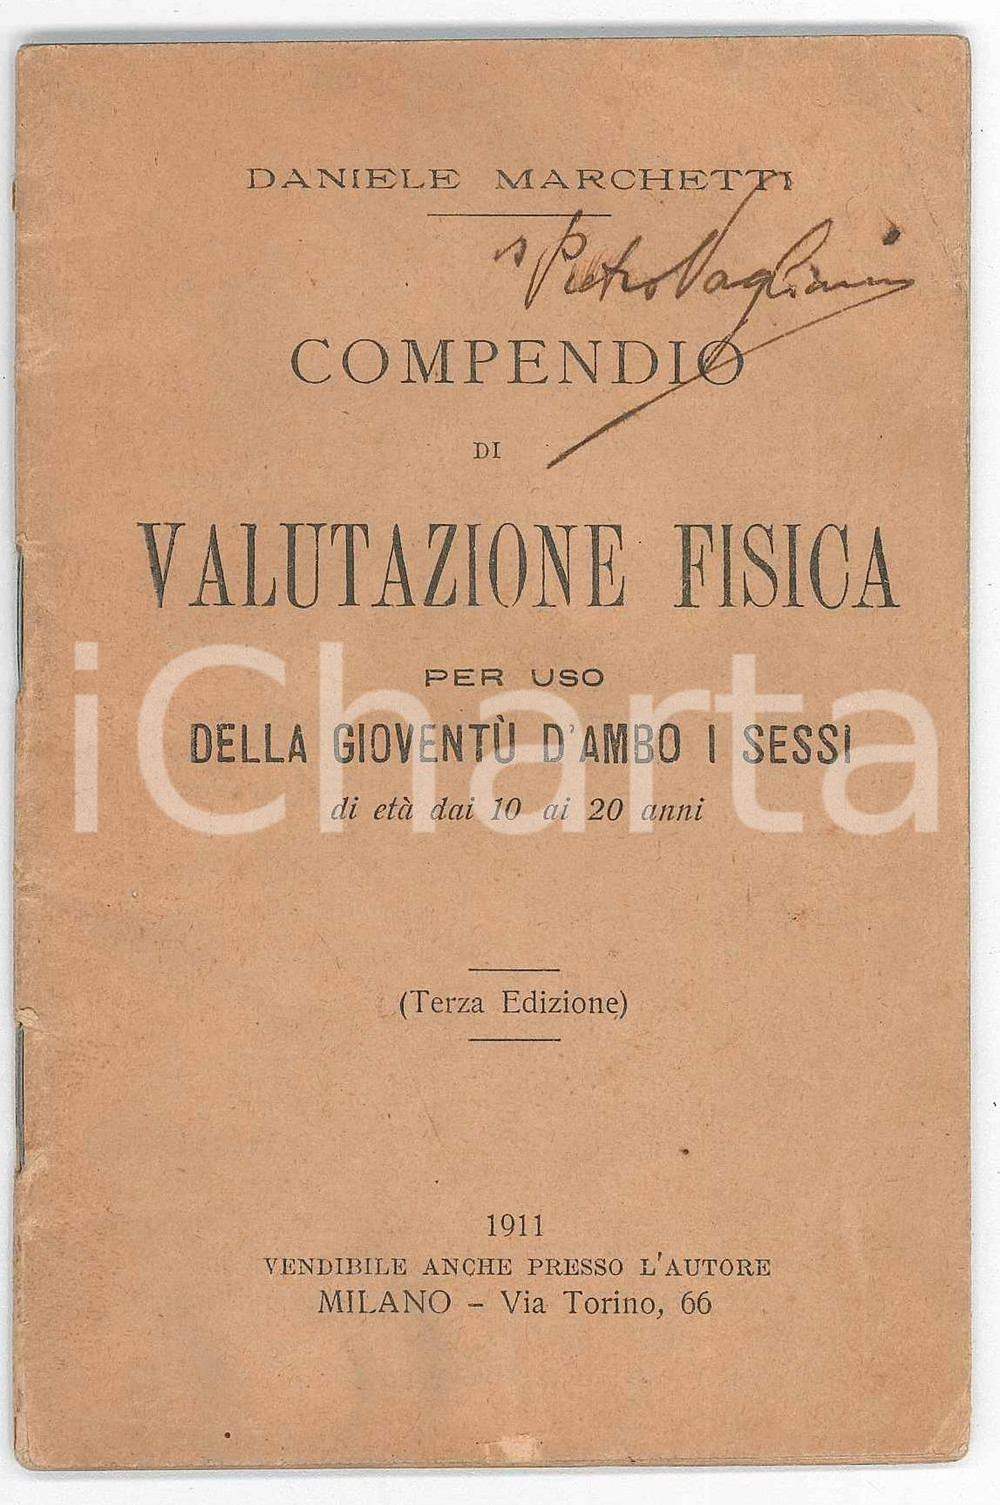 DANIELE MARCHETTI
Pietro
COMPENDIO
DI
VALUTAZIONE FISICA
PER USO
iCharta
DELLA GIOVENTÙ D'AMBO I SESSI
di età dai 10 ai 20 anni
(Terza Edizione)
1911
VENDIBILE ANCHE PRESSO L'AUTORE
MILANO – Via Torino, 66